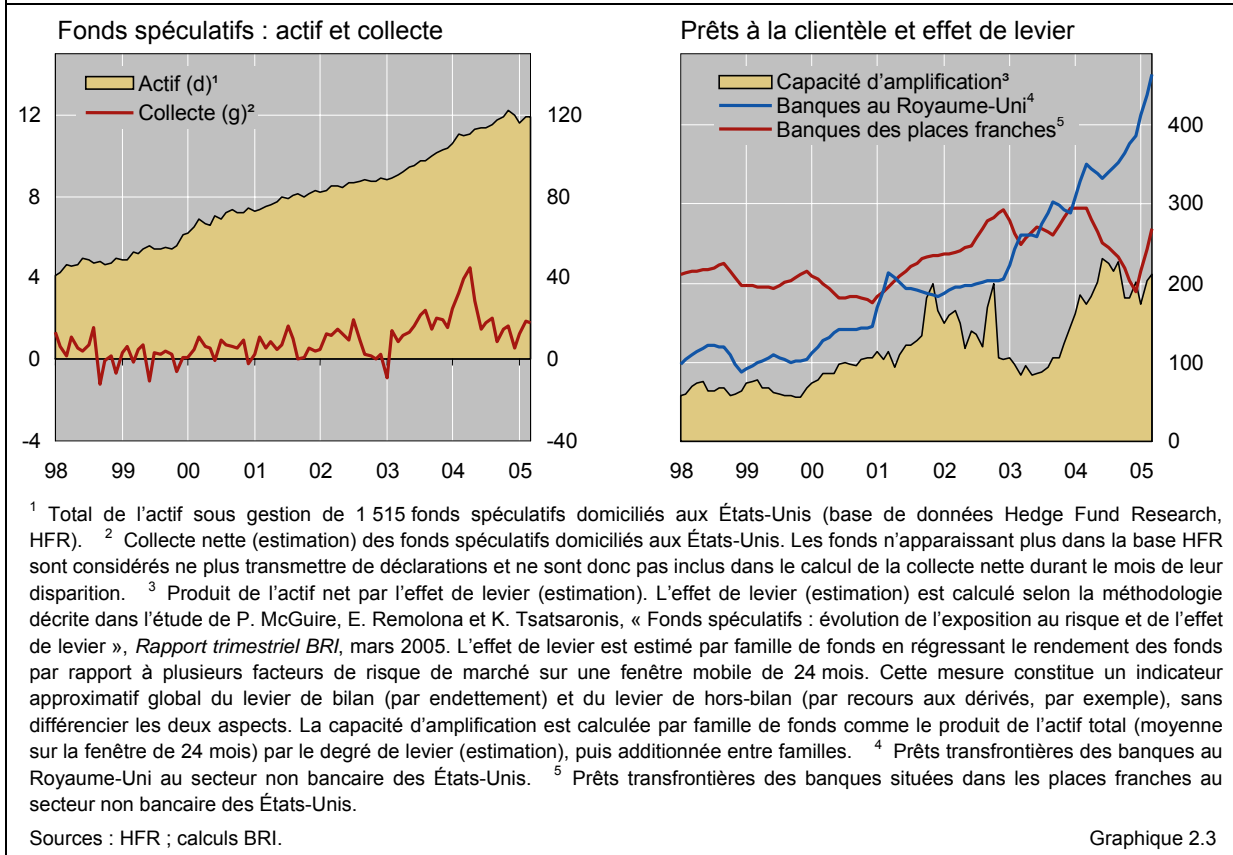 Fonds spéculatifs : actif et collecte
Actif (d)¹
Collecte (g)²
12
8
4
0
-4
120
80
40
0
-40
98 99 00 01 02 03 04 05
Prêts à la clientèle et effet de levier
Capacité d’amplification³
Banques au Royaume-Uni⁴
Banques des places franches⁵
400
300
200
100
0
98 99 00 01 02 03 04 05
¹ Total de l’actif sous gestion de 1 515 fonds spéculatifs domiciliés aux États-Unis (base de données Hedge Fund Research,
HFR). ² Collecte nette (estimation) des fonds spéculatifs domiciliés aux États-Unis. Les fonds n’apparaissant plus dans la base HFR
sont considérés ne plus transmettre de déclarations et ne sont donc pas inclus dans le calcul de la collecte nette durant le mois de leur
disparition. ³ Produit de l’actif net par l’effet de levier (estimation). L’effet de levier (estimation) est calculé selon la méthodologie
décrite dans l’étude de P. McGuire, E. Remolona et K. Tsatsaronis, « Fonds spéculatifs : évolution de l’exposition au risque et de l’effet
de levier », Rapport trimestriel BRI, mars 2005. L’effet de levier est estimé par famille de fonds en régressant le rendement des fonds
par rapport à plusieurs facteurs de risque de marché sur une fenêtre mobile de 24 mois. Cette mesure constitue un indicateur
approximatif global du levier de bilan (par endettement) et du levier de hors-bilan (par recours aux dérivés, par exemple), sans
différencier les deux aspects. La capacité d’amplification est calculée par famille de fonds comme le produit de l’actif total (moyenne
sur la fenêtre de 24 mois) par le degré de levier (estimation), puis additionnée entre familles. ⁴ Prêts transfrontières des banques au
Royaume-Uni au secteur non bancaire des États-Unis. ⁵ Prêts transfrontières des banques situées dans les places franches au
secteur non bancaire des États-Unis.
Sources : HFR ; calculs BRI.
Graphique 2.3